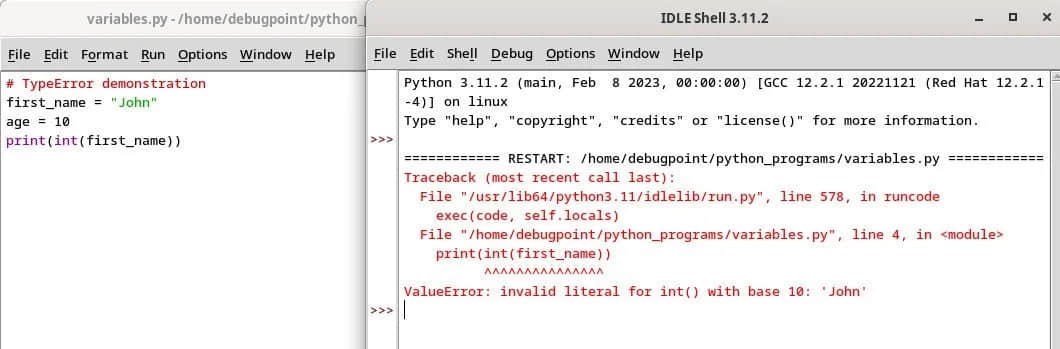 variables.py - /home/debugpoint/python_
File Edit Format Run Options Window Help
# TypeError demonstration
first_name = "John"
age = 10
print(int(first_name))
IDLE Shell 3.11.2
File Edit Shell Debug Options Window Help
Python 3.11.2 (main, Feb  8 2023, 00:00:00) [GCC 12.2.1 20221121 (Red Hat 12.2.1
-4)] on linux
Type "help", "copyright", "credits" or "license()" for more information.
>>>
============ RESTART: /home/debugpoint/python_programs/variables.py ============
Traceback (most recent call last):
  File "/usr/lib64/python3.11/idlelib/run.py", line 578, in runcode
    exec(code, self.locals)
  File "/home/debugpoint/python_programs/variables.py", line 4, in <module>
    print(int(first_name))
          ^^^^^^^^^^^^^^^
ValueError: invalid literal for int() with base 10: 'John'
>>>